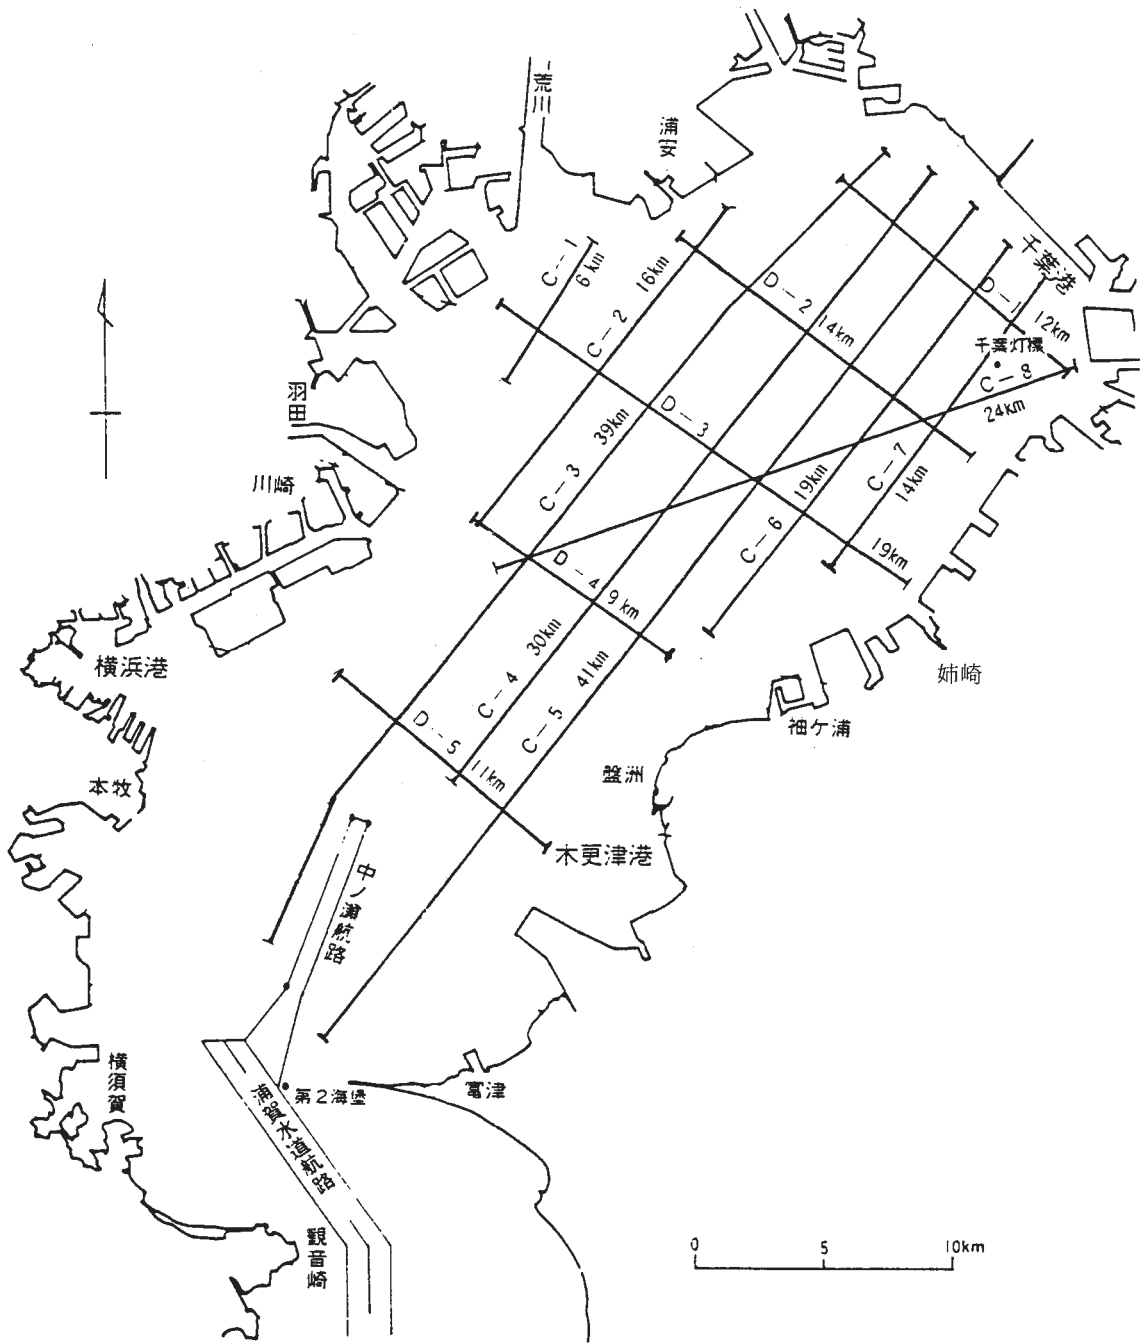 荒川
浦安
千葉港
C-1
6km
C-2
16km
D-2
14km
D-1
12km
千葉灯標
C-8
24km
羽田
D-3
39km
C-3
C-7
14km
19km
C-6
19km
川崎
D-4
9km
30km
C-4
41km
C-5
横浜港
姉崎
袖ケ浦
D-5
11km
盤洲
本牧
木更津港
中ノ瀬航路
横須賀
第2海堡
富津
浦賀水道航路
観音崎
0
5
10km